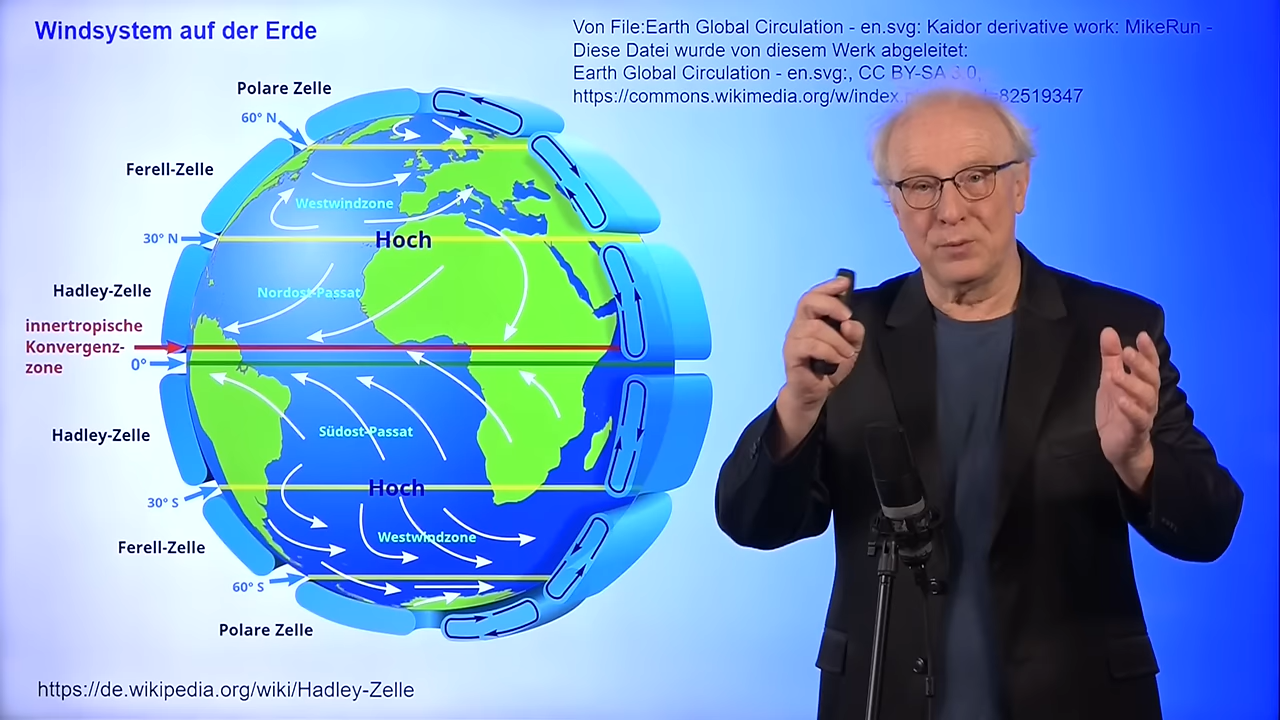 Windsystem auf der Erde
Von File:Earth Global Circulation - en.svg: Kaidor derivative work: MikeRun -
Diese Datei wurde von diesem Werk abgeleitet:
Earth Global Circulation - en.svg:, CC BY-SA 3.0,
https://commons.wikimedia.org/w/index.p
=82519347
Polare Zelle
60° N
Ferell-Zelle
Westwindzone
30° N
Hoch
Hadley-Zelle
Nordost-Passat
innertropische
Konvergenz-
zone
0°
Hadley-Zelle
Südost-Passat
Hoch
30° S
Westwindzone
Ferell-Zelle
60° S
Polare Zelle
https://de.wikipedia.org/wiki/Hadley-Zelle